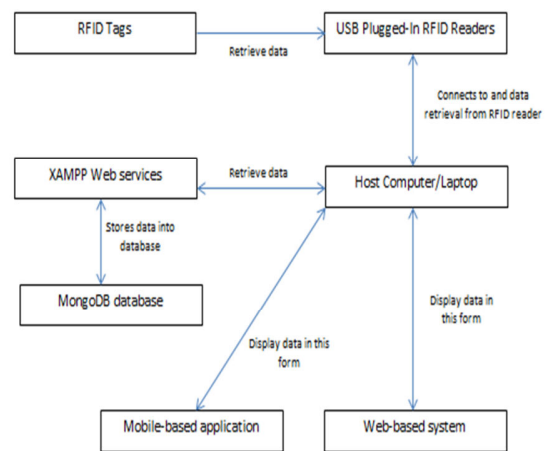 RFID Tags
USB Plugged-In RFID Readers
Retrieve data
Connects to and data
retrieval from RFID reader
XAMPP Web services
Retrieve data
Host Computer/Laptop
Stores data into
database
MongoDB database
Display data in
this form
Display data in this
form
Mobile-based application
Web-based system